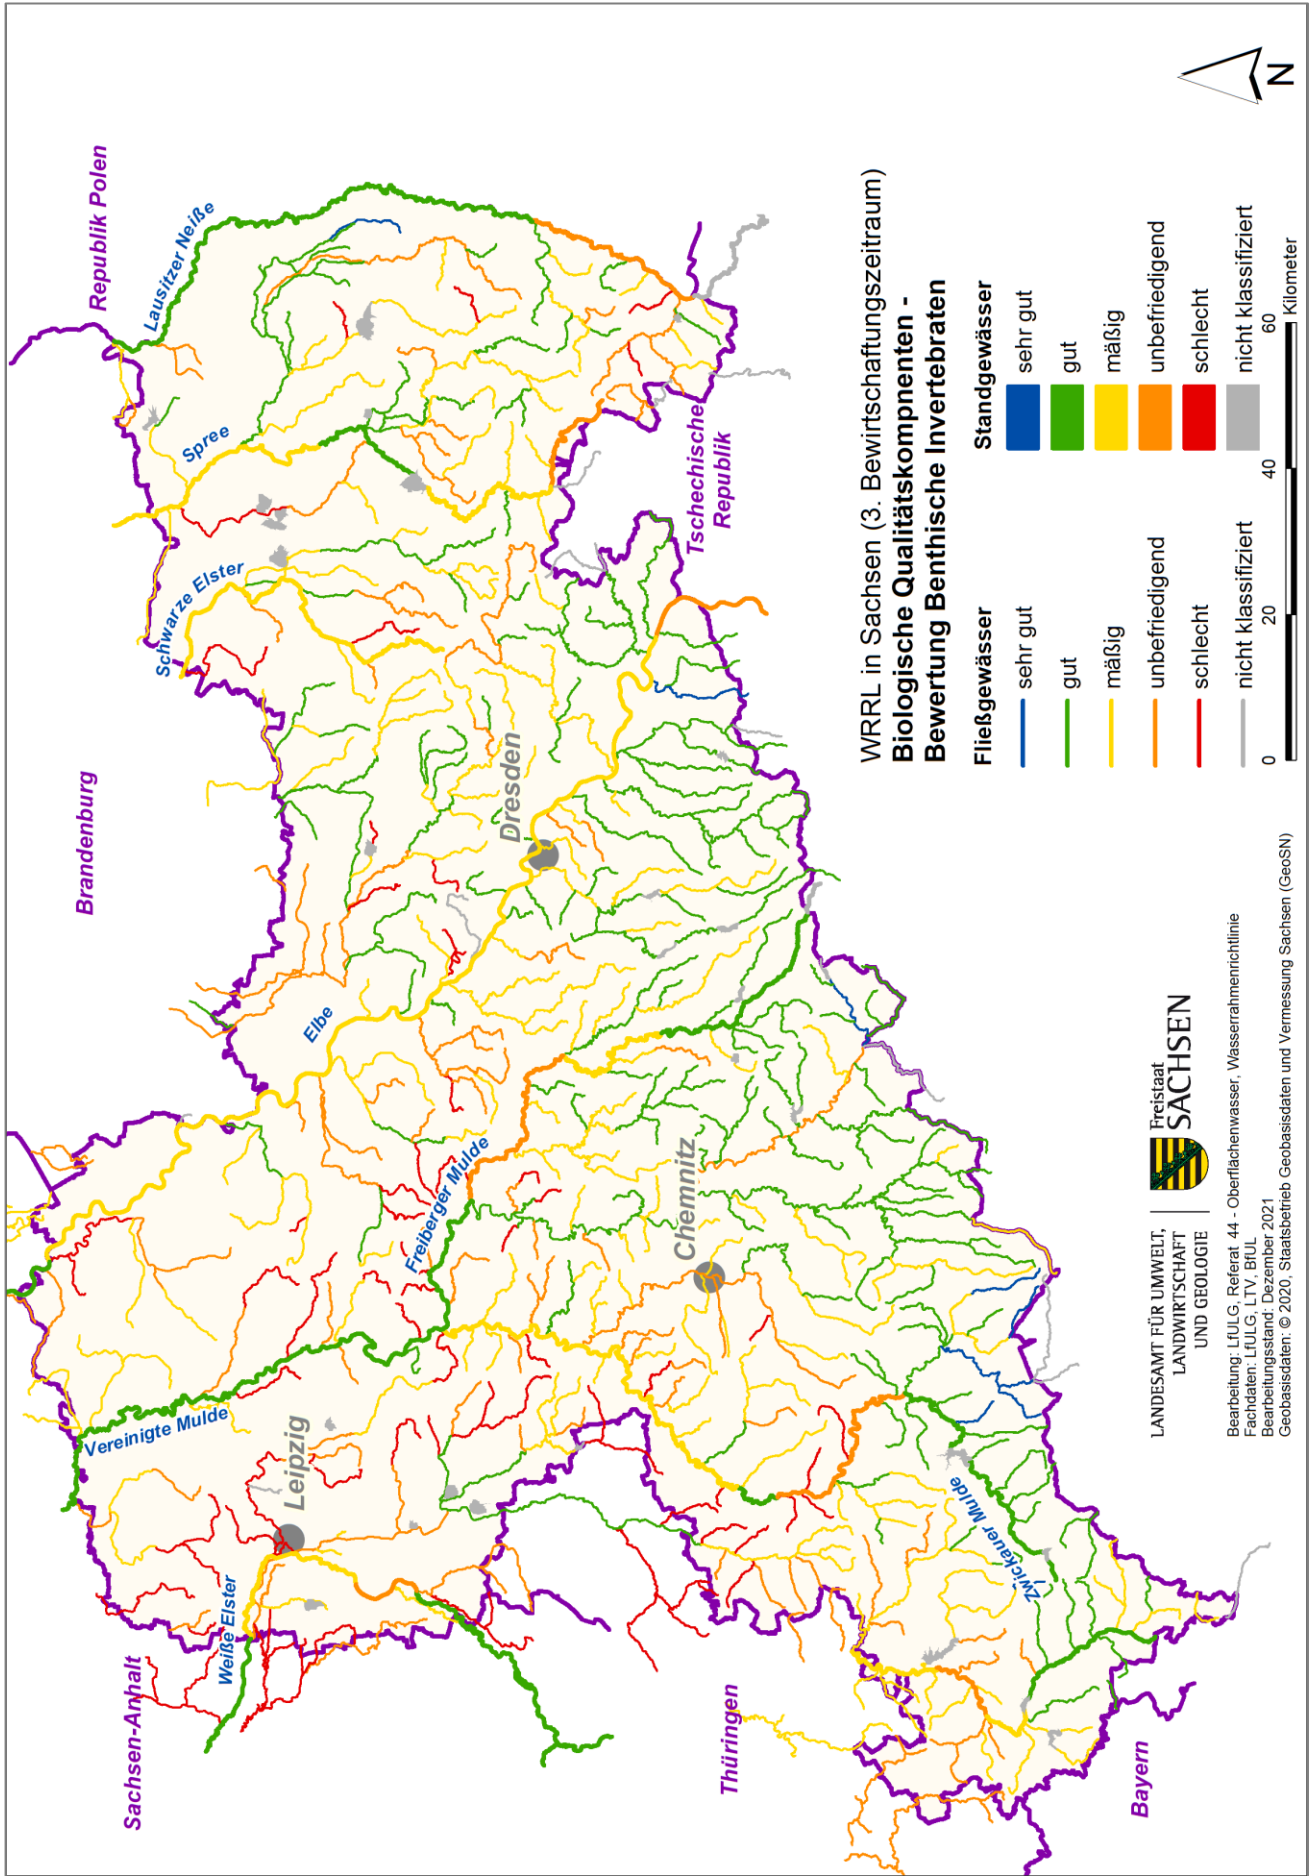 Republik Polen
Lausitzer Neiße
Spree
Schwarze Elster
Brandenburg
Elbe
Tschechische
Republik
Dresden
Freiberger Mulde
Chemnitz
Vereinigte Mulde
Leipzig
Weiße Elster
Zwickauer Mulde
Sachsen-Anhalt
Thüringen
Bayern
N
WRRL in Sachsen (3. Bewirtschaftungszeitraum)
Biologische Qualitätskompnenten -
Bewertung Benthische Invertebraten
Fließgewässer
sehr gut
gut
mäßig
unbefriedigend
schlecht
nicht klassifiziert
Standgewässer
sehr gut
gut
mäßig
unbefriedigend
schlecht
nicht klassifiziert
0 20 40 60
Kilometer
LANDESAMT FÜR UMWELT,
LANDWIRTSCHAFT
UND GEOLOGIE
Freistaat
SACHSEN
Bearbeitung: LfULG, Referat 44 - Oberflächenwasser, Wasserrahmenrichtlinie
Fachdaten: LfULG, LTV, BfUL
Bearbeitungsstand: Dezember 2021
Geobasisdaten: © 2020, Staatsbetrieb Geobasisdaten und Vermessung Sachsen (GeoSN)